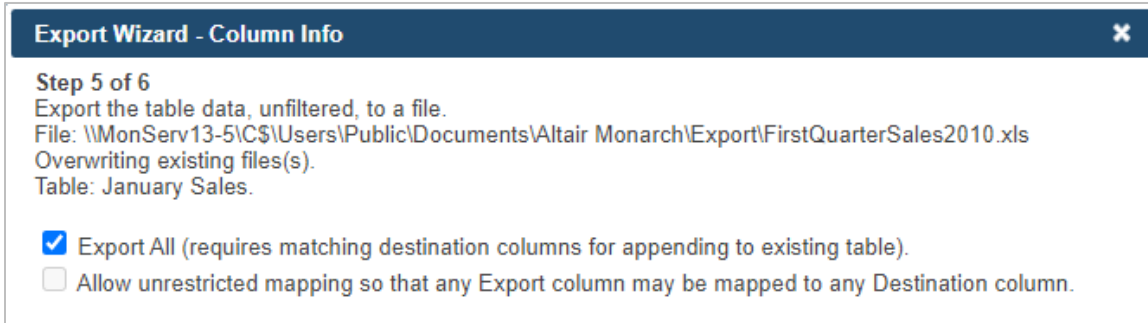 Export Wizard - Column Info
Step 5 of 6
Export the table data, unfiltered, to a file.
File: \\MonServ13-5\C$\Users\Public\Documents\Altair Monarch\Export\FirstQuarterSales2010.xls
Overwriting existing files(s).
Table: January Sales.
Export All (requires matching destination columns for appending to existing table).
Allow unrestricted mapping so that any Export column may be mapped to any Destination column.